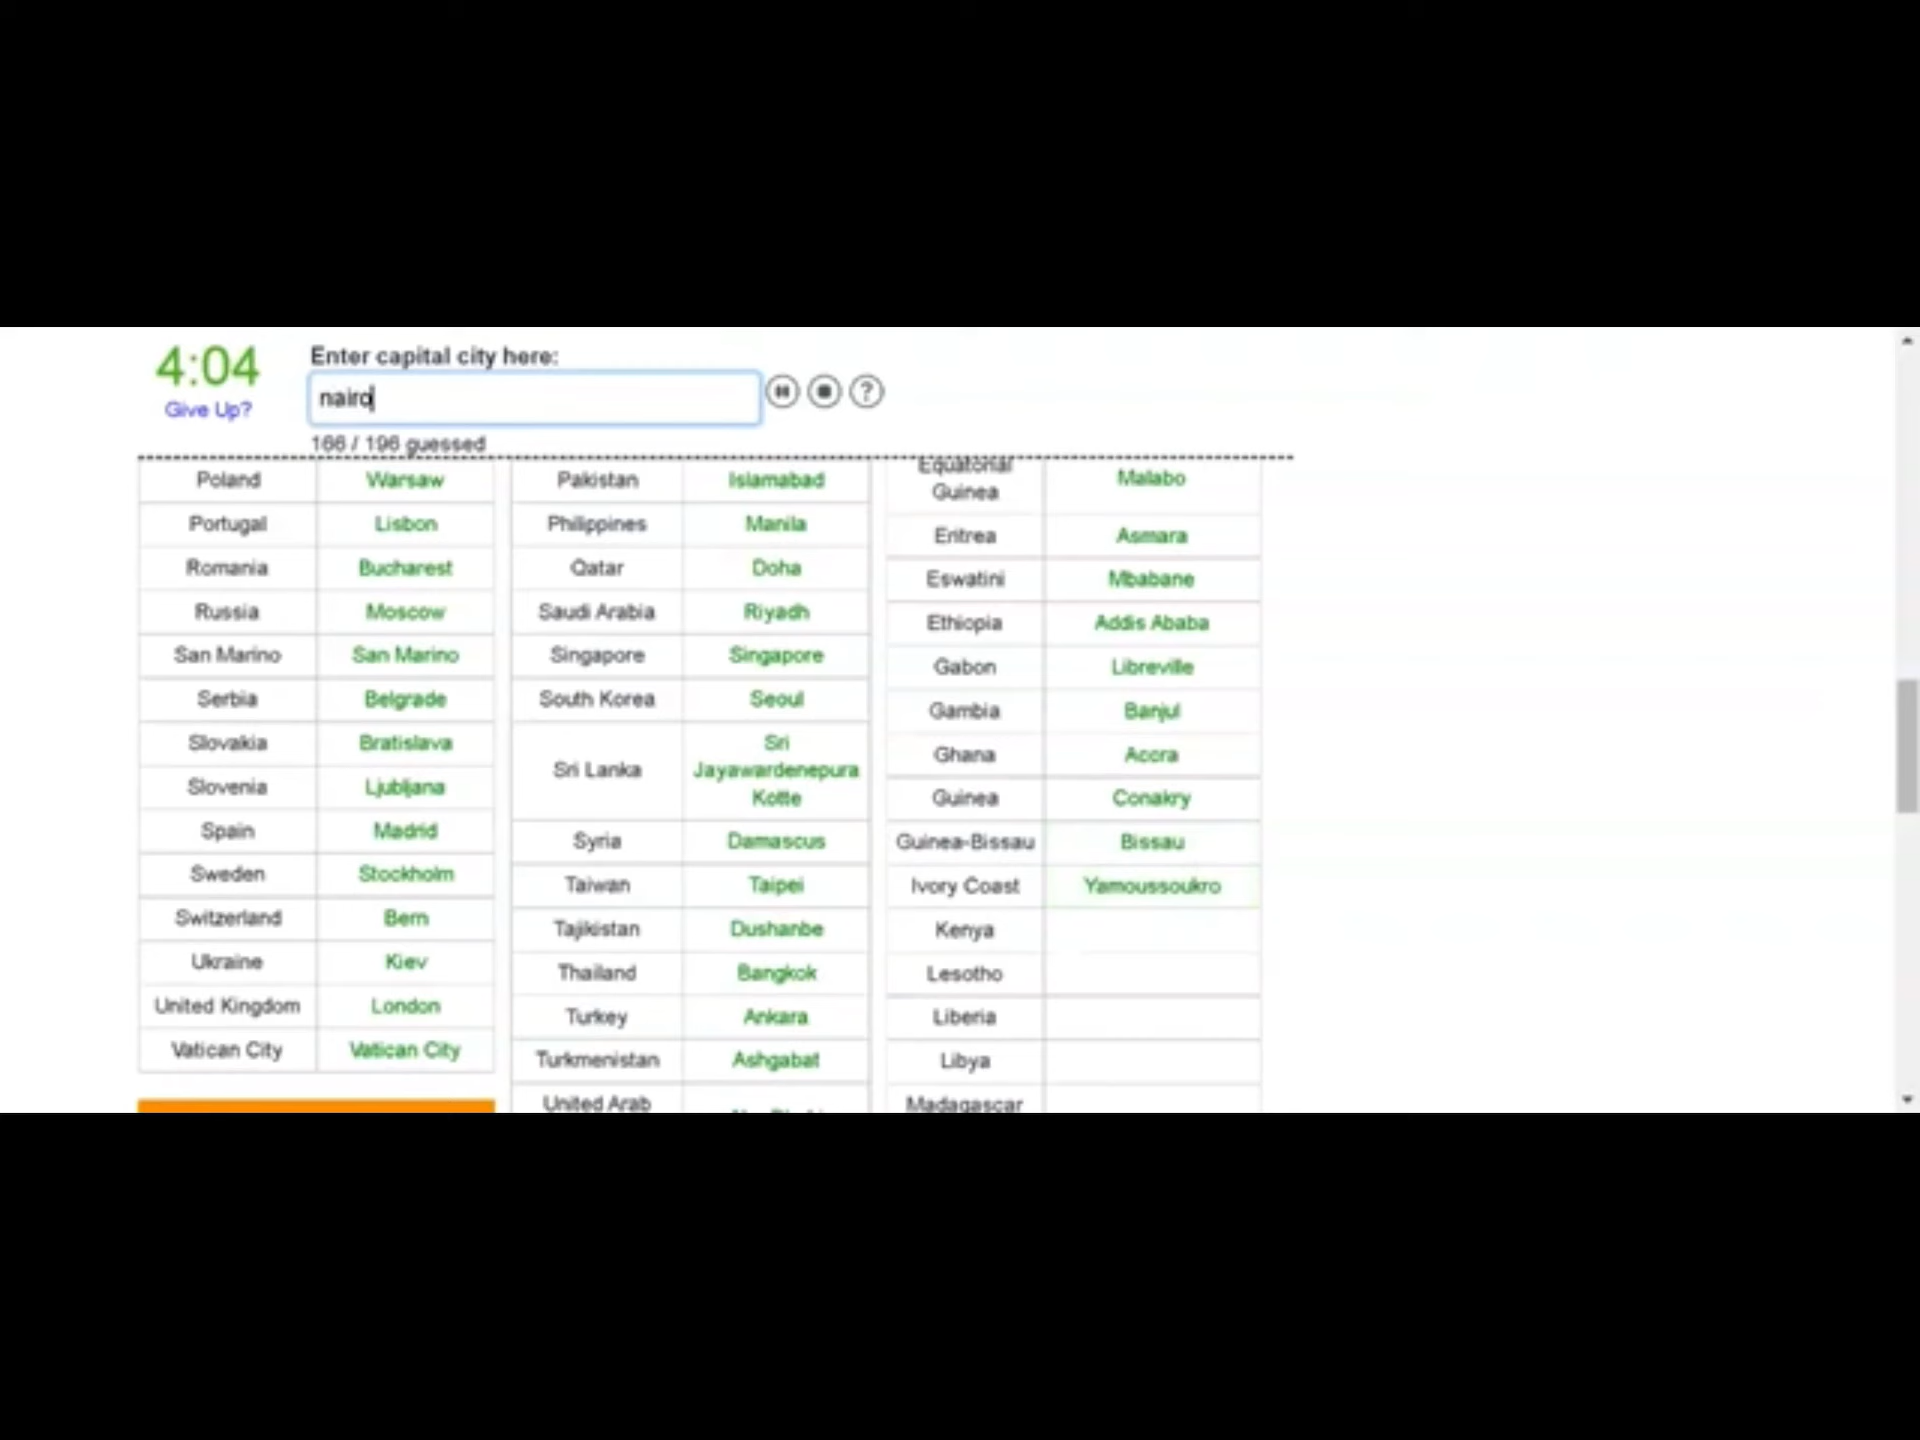 4:04
Give Up?
Enter capital city here:
nairo
?
166 / 196 guessed
Poland Warsaw
Portugal Lisbon
Romania Bucharest
Russia Moscow
San Marino San Marino
Serbia Belgrade
Slovakia Bratislava
Slovenia Ljubljana
Spain Madrid
Sweden Stockholm
Switzerland Bern
Ukraine Kiev
United Kingdom London
Vatican City Vatican City
Pakistan Islamabad
Philippines Manila
Qatar Doha
Saudi Arabia Riyadh
Singapore Singapore
South Korea Seoul
Sri Lanka Sri
Jayawardenepura
Kotte
Syria Damascus
Taiwan Taipei
Tajikistan Dushanbe
Thailand Bangkok
Turkey Ankara
Turkmenistan Ashgabat
United Arab
Equatorial
Guinea Malabo
Eritrea Asmara
Eswatini Mbabane
Ethiopia Addis Ababa
Gabon Libreville
Gambia Banjul
Ghana Accra
Guinea Conakry
Guinea-Bissau Bissau
Ivory Coast Yamoussoukro
Kenya
Lesotho
Liberia
Libya
Madagascar